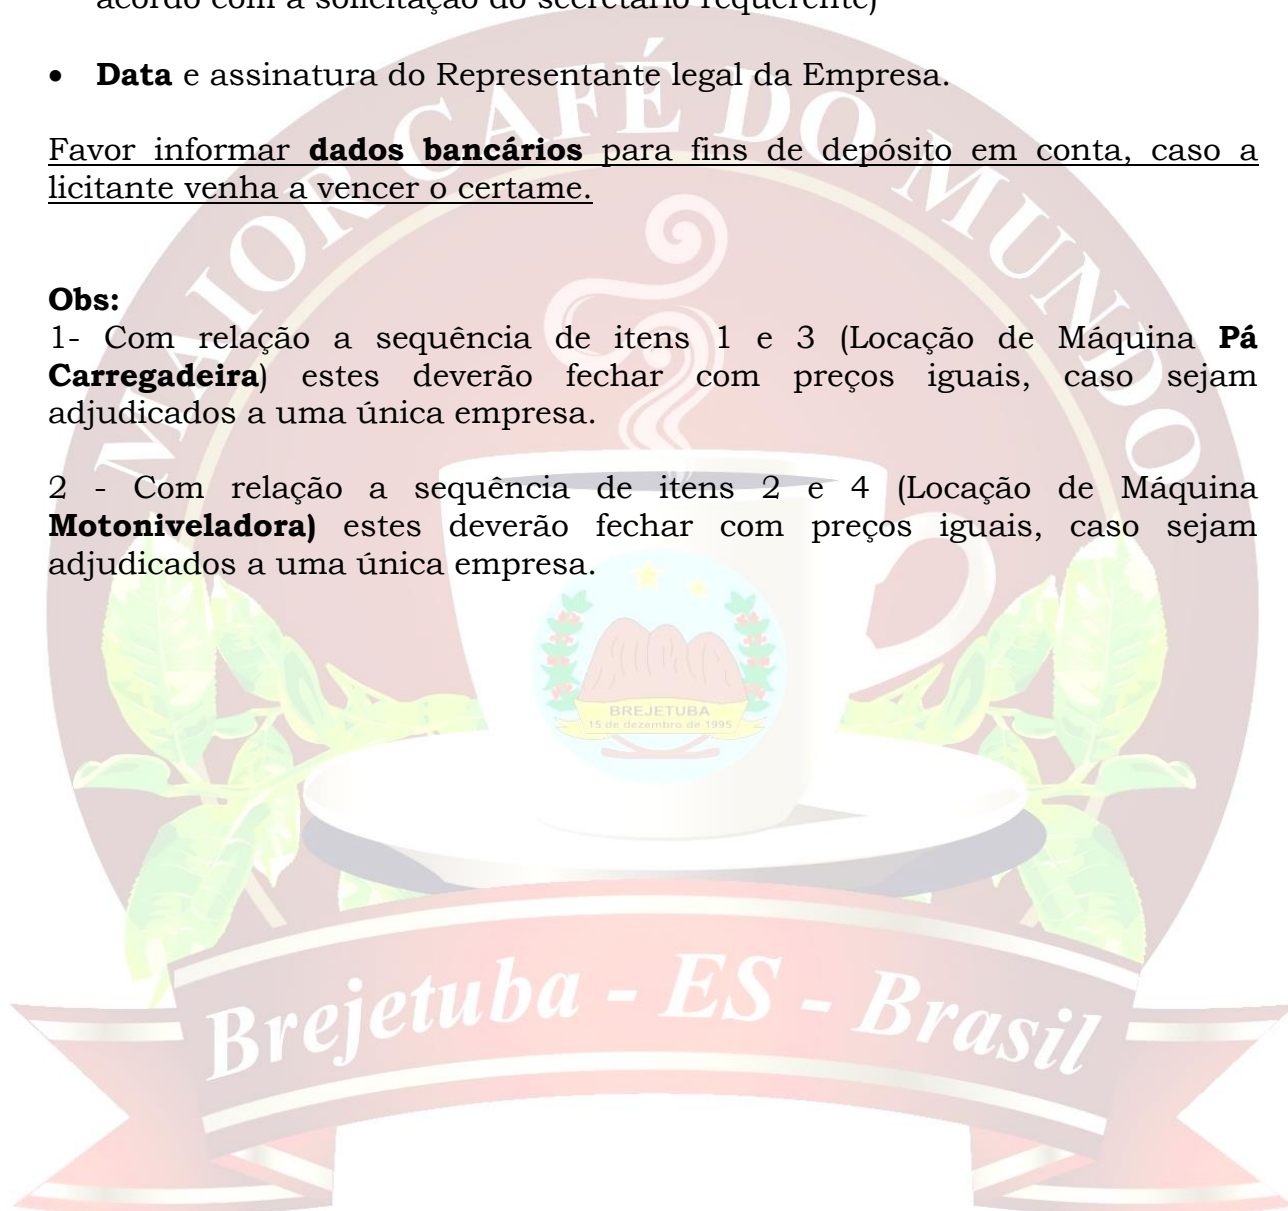 acordo com a solicitação do secretário requerente)
• Data e assinatura do Representante legal da Empresa.
Favor informar dados bancários para fins de depósito em conta, caso a
licitante venha a vencer o certame.
Obs:
1- Com relação a sequência de itens 1 e 3 (Locação de Máquina Pá
Carregadeira) estes deverão fechar com preços iguais, caso sejam
adjudicados a uma única empresa.
2 - Com relação a sequência de itens 2 e 4 (Locação de Máquina
Motoniveladora) estes deverão fechar com preços iguais, caso sejam
adjudicados a uma única empresa.
MAIOR CAFÉ DO MUNDO
BREJETUBA
15 de dezembro de 1995
Brejetuba - ES - Brasil